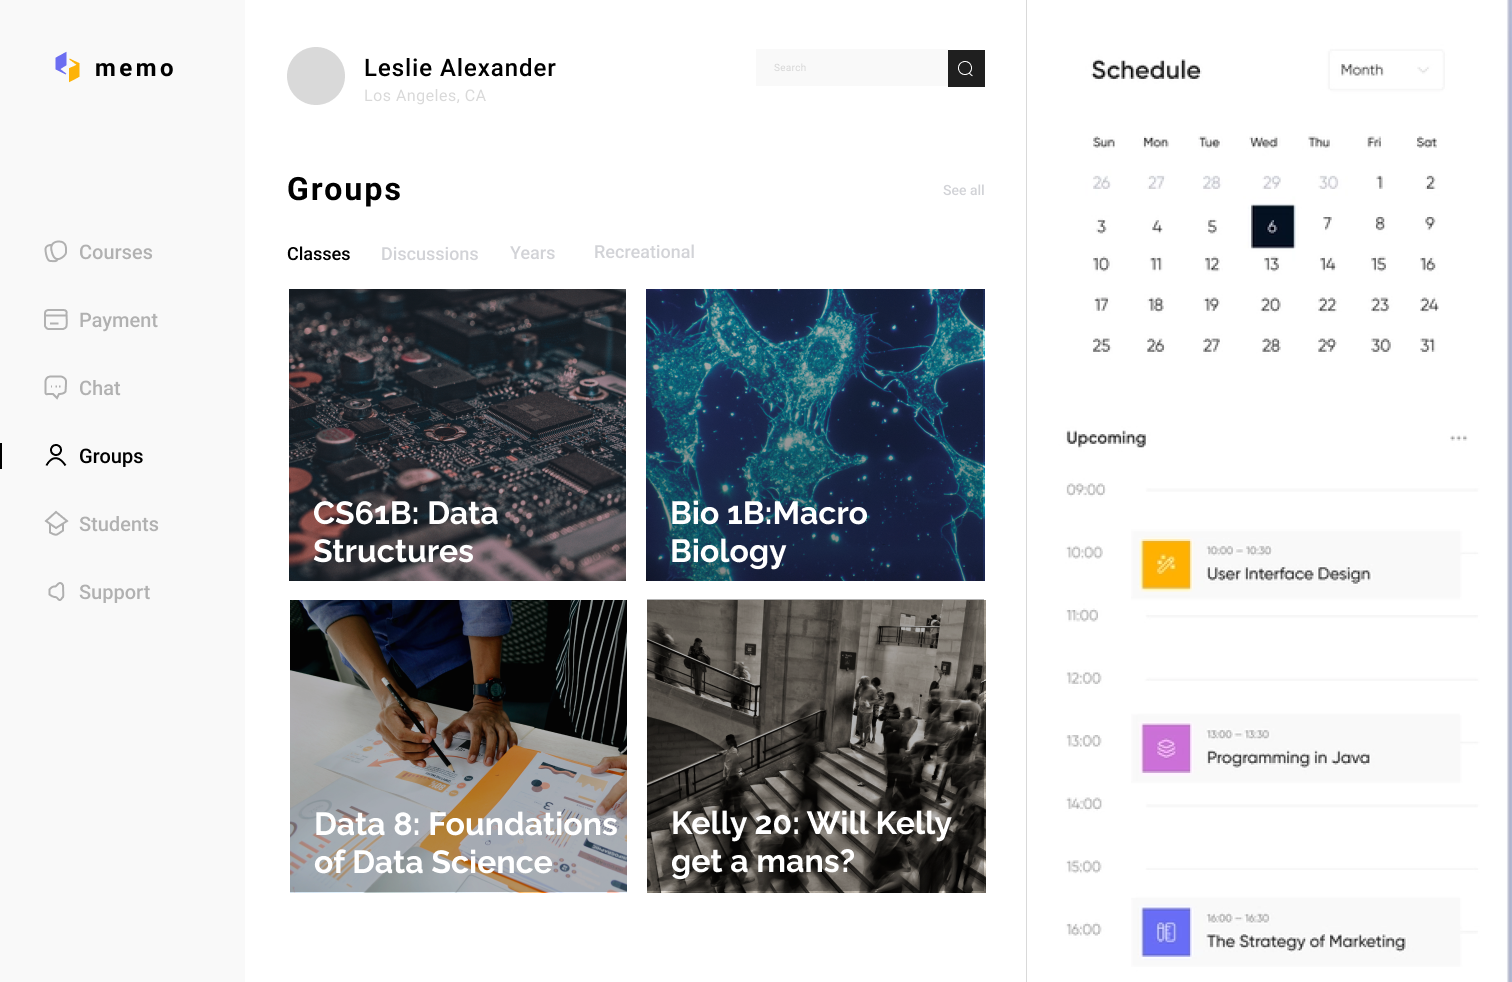 memo
Courses
Payment
Chat
Groups
Students
Support
Leslie Alexander
Los Angeles, CA
Search
Groups
See all
Classes Discussions Years Recreational
CS61B: Data
Structures
Bio 1B:Macro
Biology
Data 8: Foundations
of Data Science
Kelly 20: Will Kelly
get a mans?
Schedule
Month
Sun Mon Tue Wed Thu Fri Sat
26 27 28 29 30 1 2
3 4 5 6 7 8 9
10 11 12 13 14 15 16
17 18 19 20 22 23 24
25 26 27 28 29 30 31
Upcoming
09:00
10:00
10:00 – 10:30
User Interface Design
11:00
12:00
13:00
13:00 – 13:30
Programming in Java
14:00
15:00
16:00
16:00 – 16:30
The Strategy of Marketing